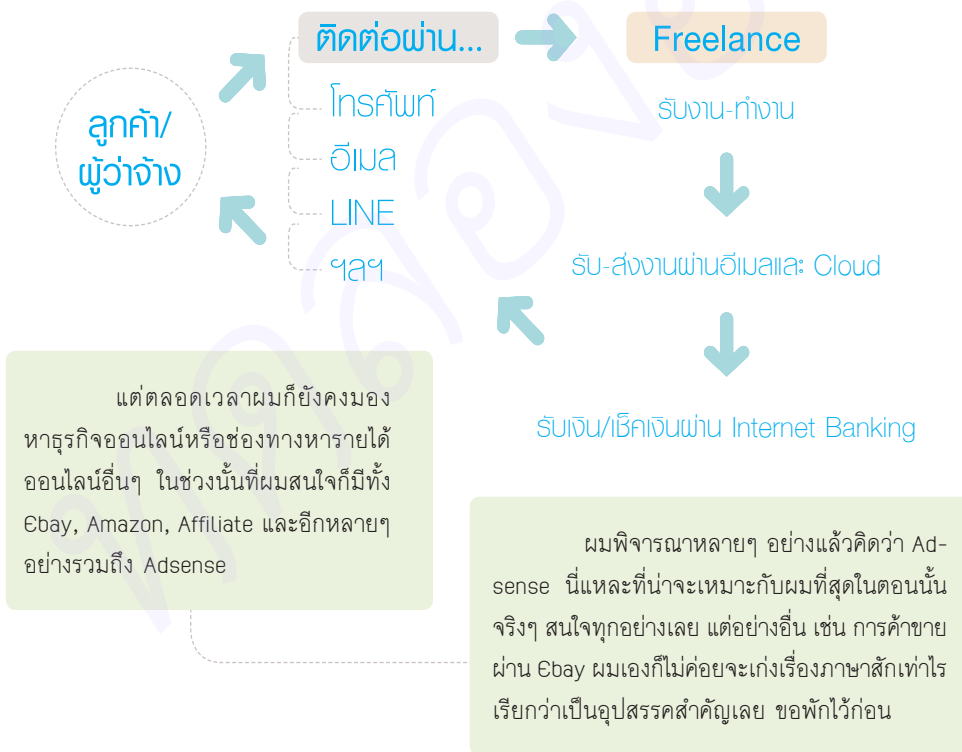 ติดต่อผ่าน...
Freelance
ลูกค้า/
ผู้ว่าจ้าง
โทรศัพท์
อีเมล
LINE
ฯลฯ
รับงาน-ทำงาน
รับ-ส่งงานผ่านอีเมลและ Cloud
รับเงิน/เช็คเงินผ่าน Internet Banking
แต่ตลอดเวลาผมก็ยังคงมอง
หาธุรกิจออนไลน์หรือช่องทางหารายได้
ออนไลน์อื่นๆ ในช่วงนั้นที่ผมสนใจก็มีทั้ง
Ebay, Amazon, Affiliate และอีกหลายๆ
อย่างรวมถึง Adsense
ผมพิจารณาหลายๆ อย่างแล้วคิดว่า Ad-
sense นี่แหละที่น่าจะเหมาะกับผมที่สุดในตอนนั้น
จริงๆ สนใจทุกอย่างเลย แต่อย่างอื่น เช่น การค้าขาย
ผ่าน Ebay ผมเองก็ไม่ค่อยจะเก่งเรื่องภาษาสักเท่าไร
เรียกว่าเป็นอุปสรรคสำคัญเลย ขอพักไว้ก่อน